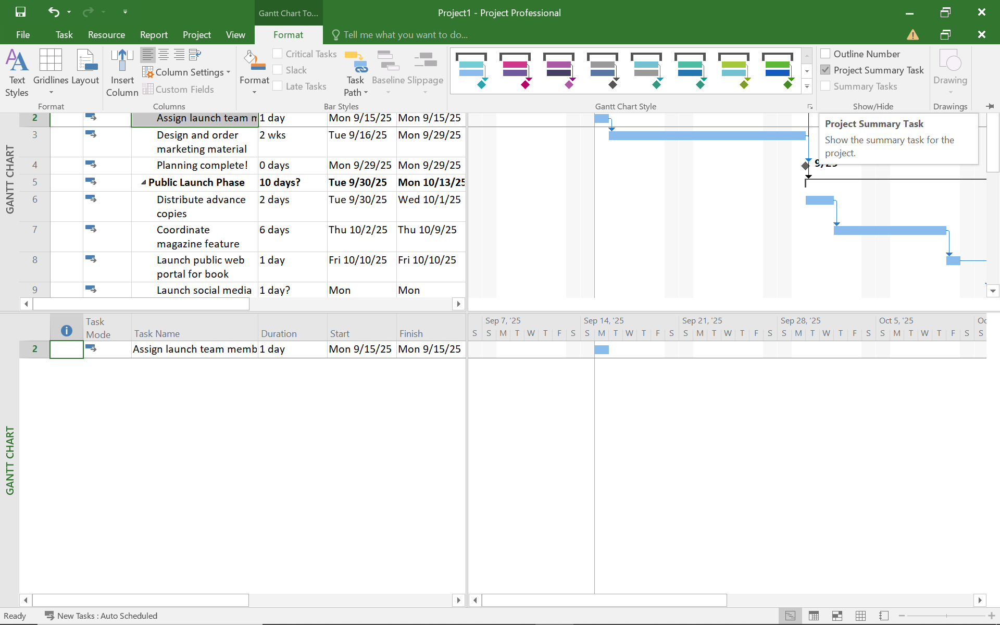 Gantt Chart To...
Project1 - Project Professional
File
Task
Resource
Report
Project
View
Format
Tell me what you want to do...
Text Styles
Gridlines
Layout
Format
Insert Column
Column Settings
Custom Fields
Columns
Format
Critical Tasks
Slack
Late Tasks
Task Path
Baseline
Slippage
Bar Styles
Gantt Chart Style
Outline Number
Project Summary Task
Summary Tasks
Show/Hide
Drawing
Drawings
Project Summary Task
Show the summary task for the
project.
GANTT CHART
2 Assign launch team m 1 day Mon 9/15/25 Mon 9/15/25
3 Design and order marketing material 2 wks Tue 9/16/25 Mon 9/29/25
4 Planning complete! 0 days Mon 9/29/25 Mon 9/29/25
5 Public Launch Phase 10 days? Tue 9/30/25 Mon 10/13/25
6 Distribute advance copies 2 days Tue 9/30/25 Wed 10/1/25
7 Coordinate magazine feature 6 days Thu 10/2/25 Thu 10/9/25
8 Launch public web portal for book 1 day Fri 10/10/25 Fri 10/10/25
9 Launch social media 1 day? Mon Mon
GANTT CHART
Task Mode Task Name Duration Start Finish
Sep 7, '25 Sep 14, '25 Sep 21, '25 Sep 28, '25 Oct 5, '25
S S M T W T F S S M T W T F S S M T W T F S S M T W T F S S M T W T F S S
2 Assign launch team memb 1 day Mon 9/15/25 Mon 9/15/25
Ready
New Tasks : Auto Scheduled